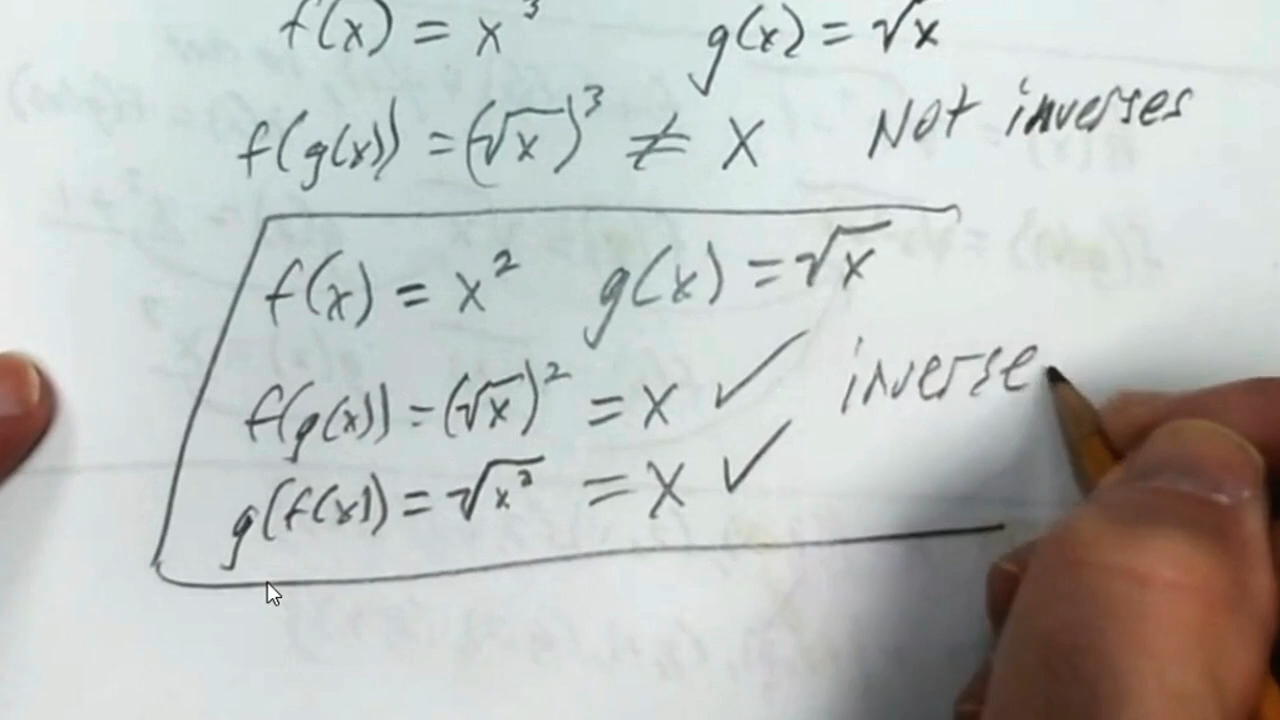 f(x) = x³ g(x) = √x
f(g(x)) = (√x)³ ≠ x Not inverses
f(x) = x² g(x) = √x
f(g(x)) = (√x)² = x ✓ inverse
g(f(x)) = √x² = x ✓